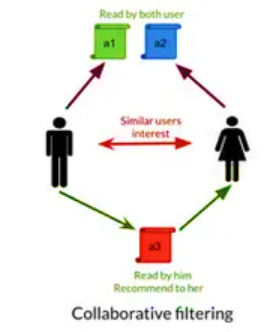 Read by both user
a1
a2
Similar users
interest
a3
Read by him
Recommend to her
Collaborative filtering